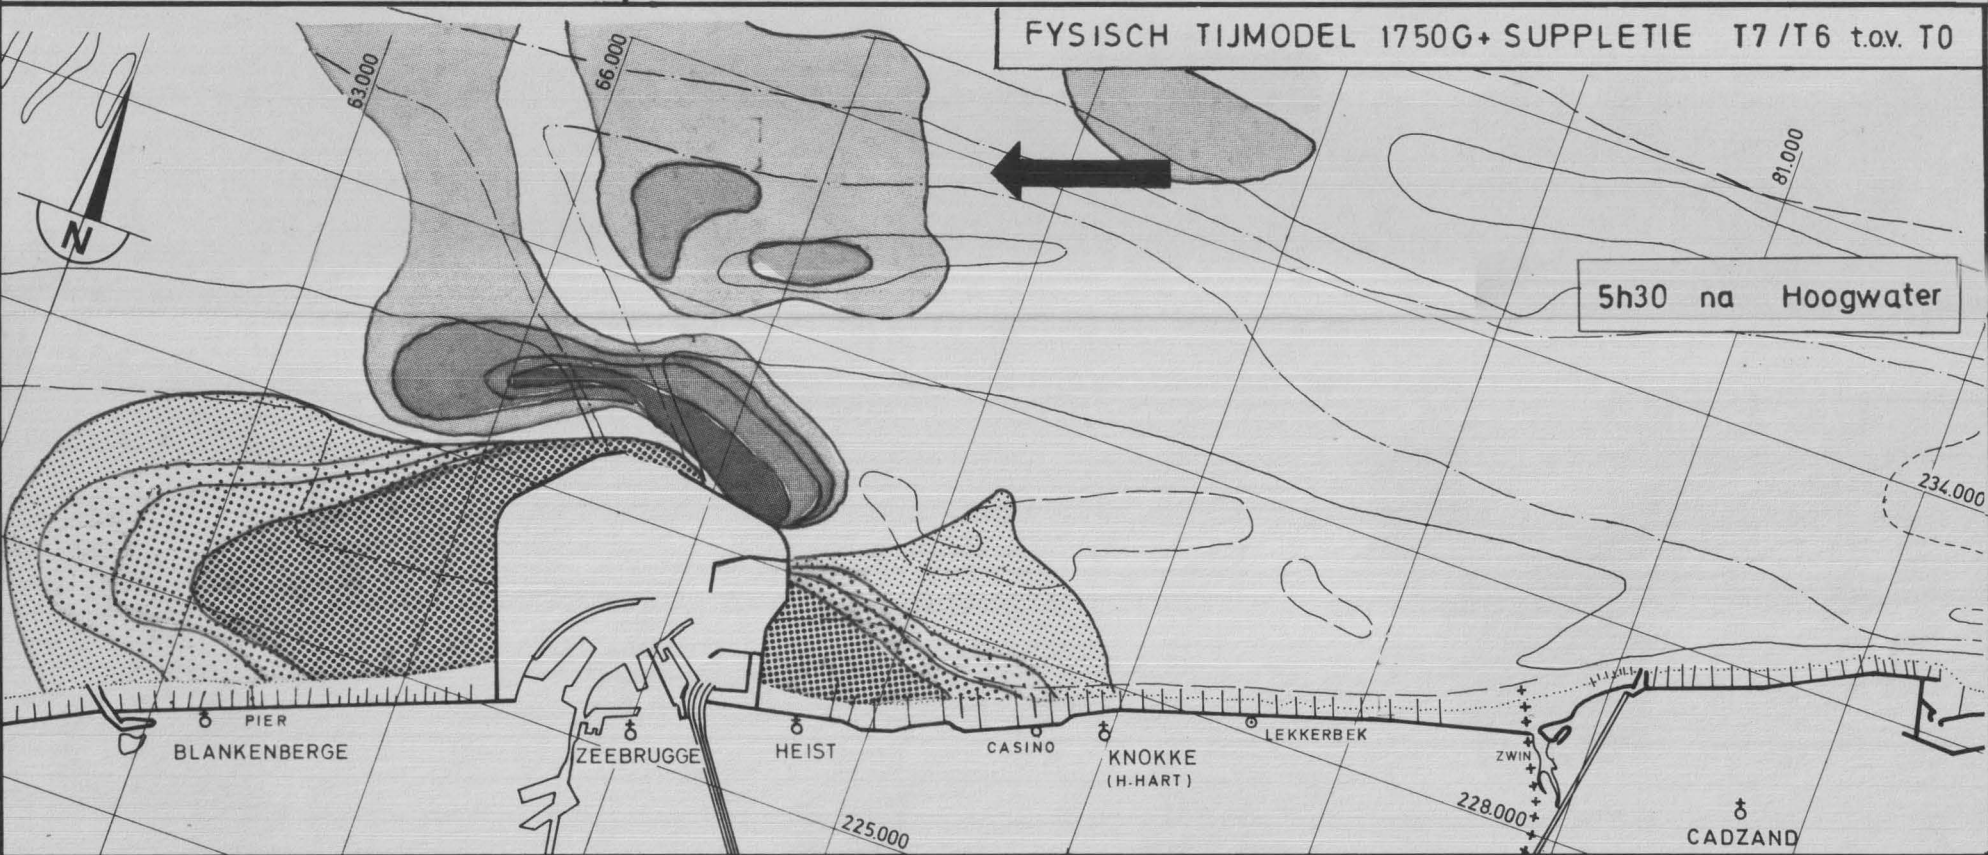 FYSISCH TIJMODEL 1750G+ SUPPLETIE T7/T6 t.o.v. T0
63.000
66.000
81.000
N
5h30 na Hoogwater
234.000
PIER
BLANKENBERGE
ZEEBRUGGE
HEIST
CASINO
KNOKKE
(H-HART)
LEKKERBEK
ZWIN
225.000
228.000
CADZAND